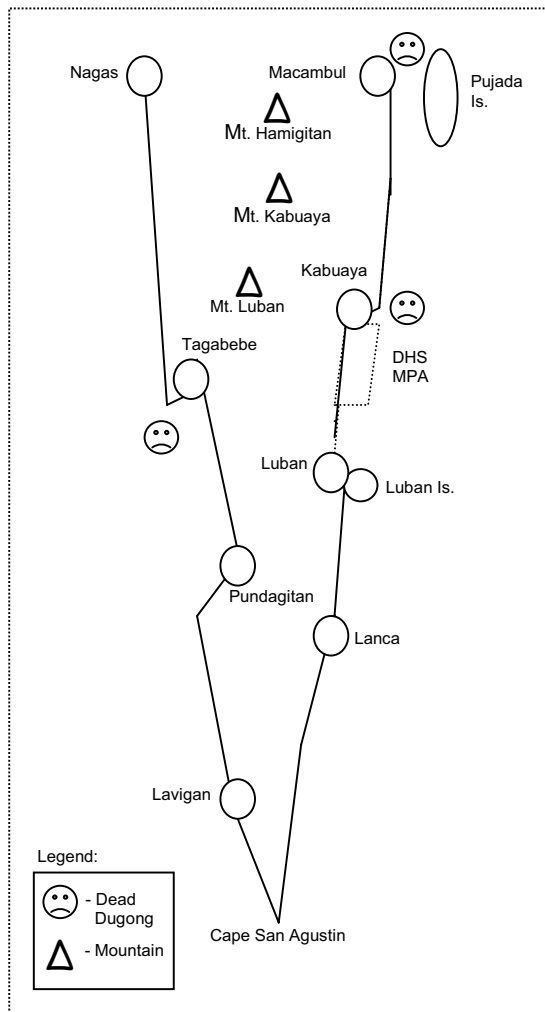 Nagas
Macambul
Pujada
Is.
Mt. Hamigitan
Mt. Kabuaya
Kabuaya
Mt. Luban
Tagabebe
DHS
MPA
Luban
Luban Is.
Pundagitan
Lanca
Lavigan
Legend:
- Dead
Dugong
- Mountain
Cape San Agustin